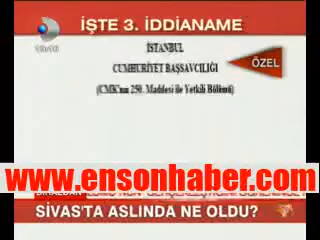 İŞTE 3. İDDİANAME
İSTANBUL
CUMHURİYET BAŞSAVCILIĞI
ÖZEL
(CMK'nun 250. Maddesi ile Yetkili Bölümü)
www.ensonhaber.com
SİVAS'TA ASLINDA NE OLDU?